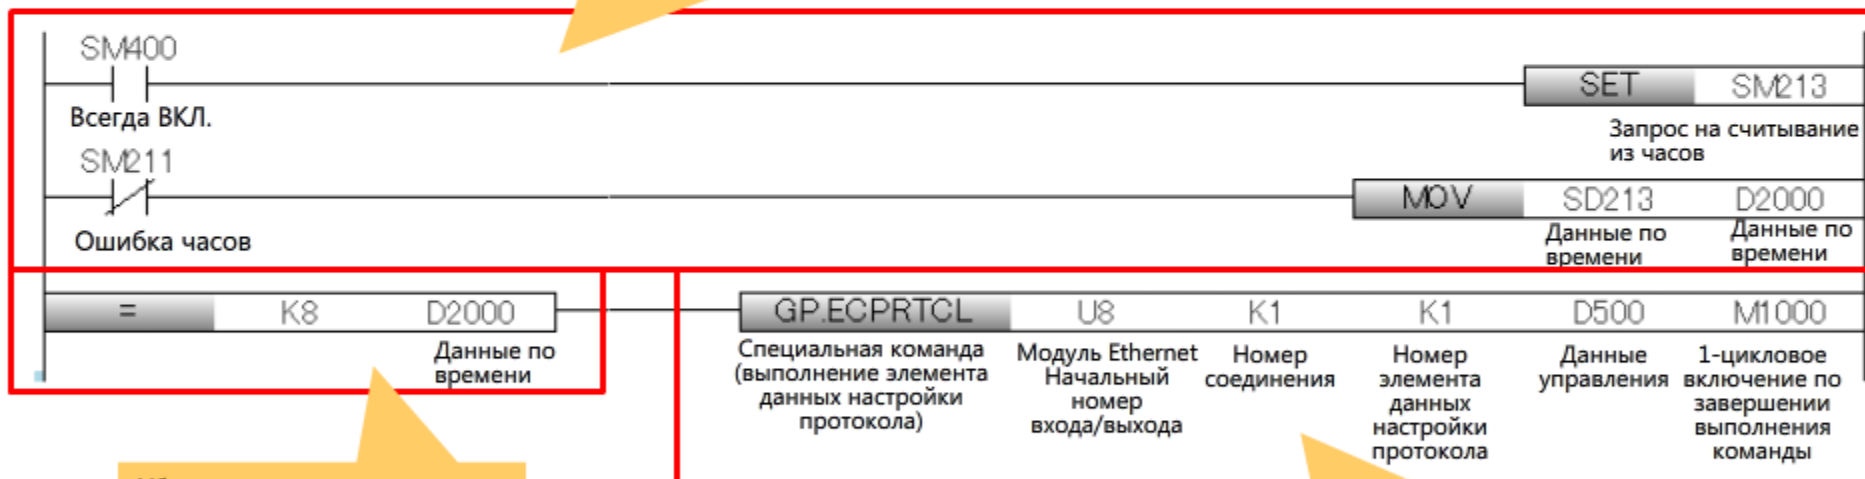 SM400
SET SM213
Всегда ВКЛ.
Запрос на считывание
из часов
SM211
MOV SD213 D2000
Ошибка часов
Данные по
времени
Данные по
времени
= K8 D2000
Данные по
времени
GP.ECPRTCL U8 K1 K1 D500 M1000
Специальная команда
(выполнение элемента
данных настройки
протокола)
Модуль Ethernet
Начальный
номер
входа/выхода
Номер
соединения
Номер
элемента
данных
настройки
протокола
Данные
управления
1-цикловое
включение по
завершении
выполнения
команды